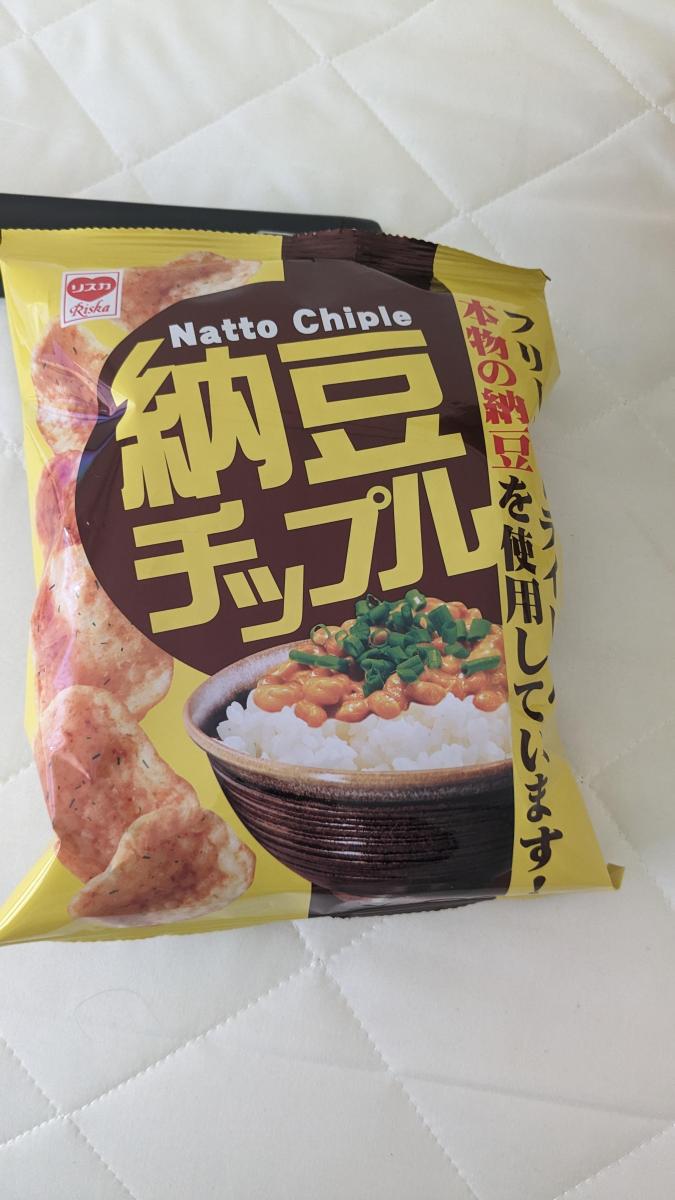 リスカ
Riska
Natto Chiple
納豆
チップル
本物の納豆を使用しています!